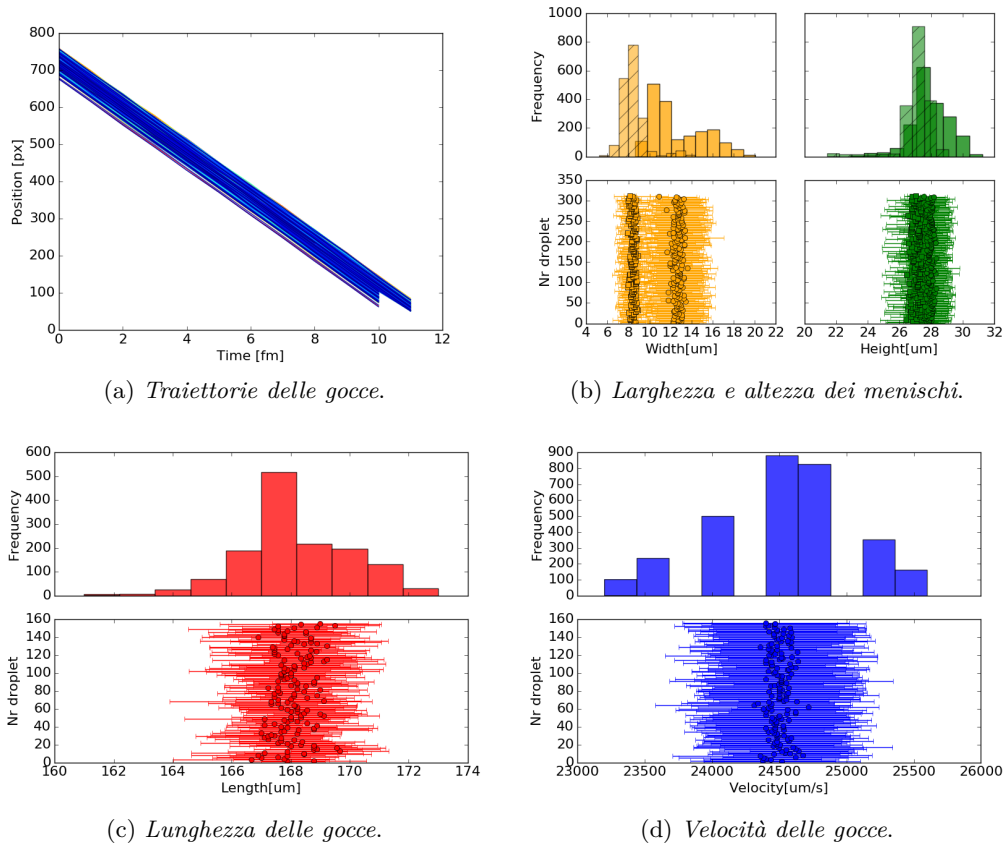 800
700
600
500
400
300
200
100
0
Position [px]
0 2 4 6 8 10 12
Time [fm]
1000
800
600
400
200
0
Frequency
350
300
250
200
150
100
50
0
Nr droplet
4 6 8 10 12 14 16 18 20 22
Width[um]
20 22 24 26 28 30 32
Height[um]
(a) Traiettorie delle gocce.
(b) Larghezza e altezza dei menischi.
600
500
400
300
200
100
0
Frequency
160
140
120
100
80
60
40
20
0
Nr droplet
160 162 164 166 168 170 172 174
Length[um]
900
800
700
600
500
400
300
200
100
0
Frequency
160
140
120
100
80
60
40
20
0
Nr droplet
23000 23500 24000 24500 25000 25500 26000
Velocity[um/s]
(c) Lunghezza delle gocce.
(d) Velocità delle gocce.